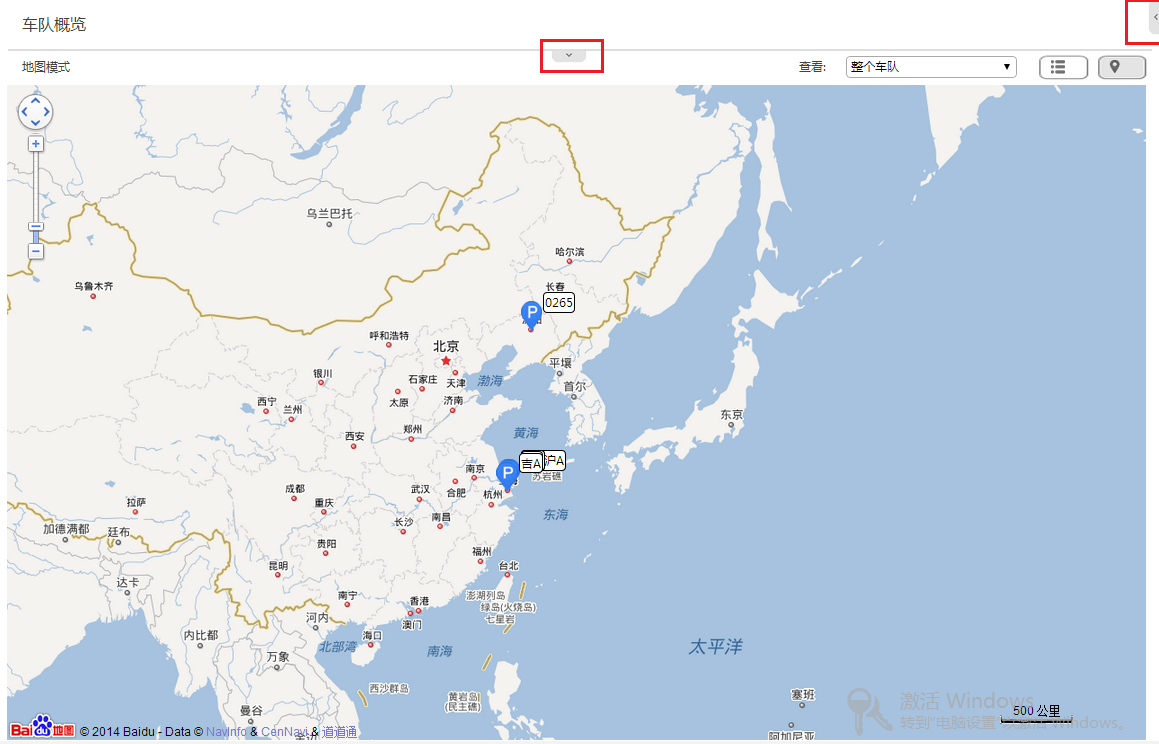 车队概览
地图模式
查看: 整个车队
乌兰巴托
哈尔滨
乌鲁木齐
长春
0265
呼和浩特
北京
平壤
银川
石家庄
天津
渤海
首尔
西宁
兰州
太原
济南
东京
郑州
黄海
西安
吉A
沪A
南京
苏岩礁
成都
武汉
合肥
杭州
拉萨
重庆
东海
长沙
南昌
加德满都
廷布
贵阳
福州
昆明
台北
达卡
南宁
香港
澎湖列岛
绿岛(火烧岛)
七星岩
河内
澳门
内比都
海口
北部湾
南海
太平洋
万象
西沙群岛
黄岩岛
(民主礁)
塞班
激活 Windows
曼谷
500 公里
转到"电脑设置"
Windows。
Bai 地图 © 2014 Baidu - Data © NavInfo & CenNavi & 道道通
阿加尼亚